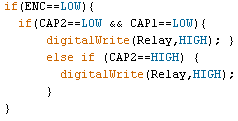 if(ENC==LOW){
if(CAP2==LOW && CAP1==LOW){
digitalWrite(Relay,HIGH); }
else if (CAP2==HIGH) {
digitalWrite(Relay,HIGH);
}
}